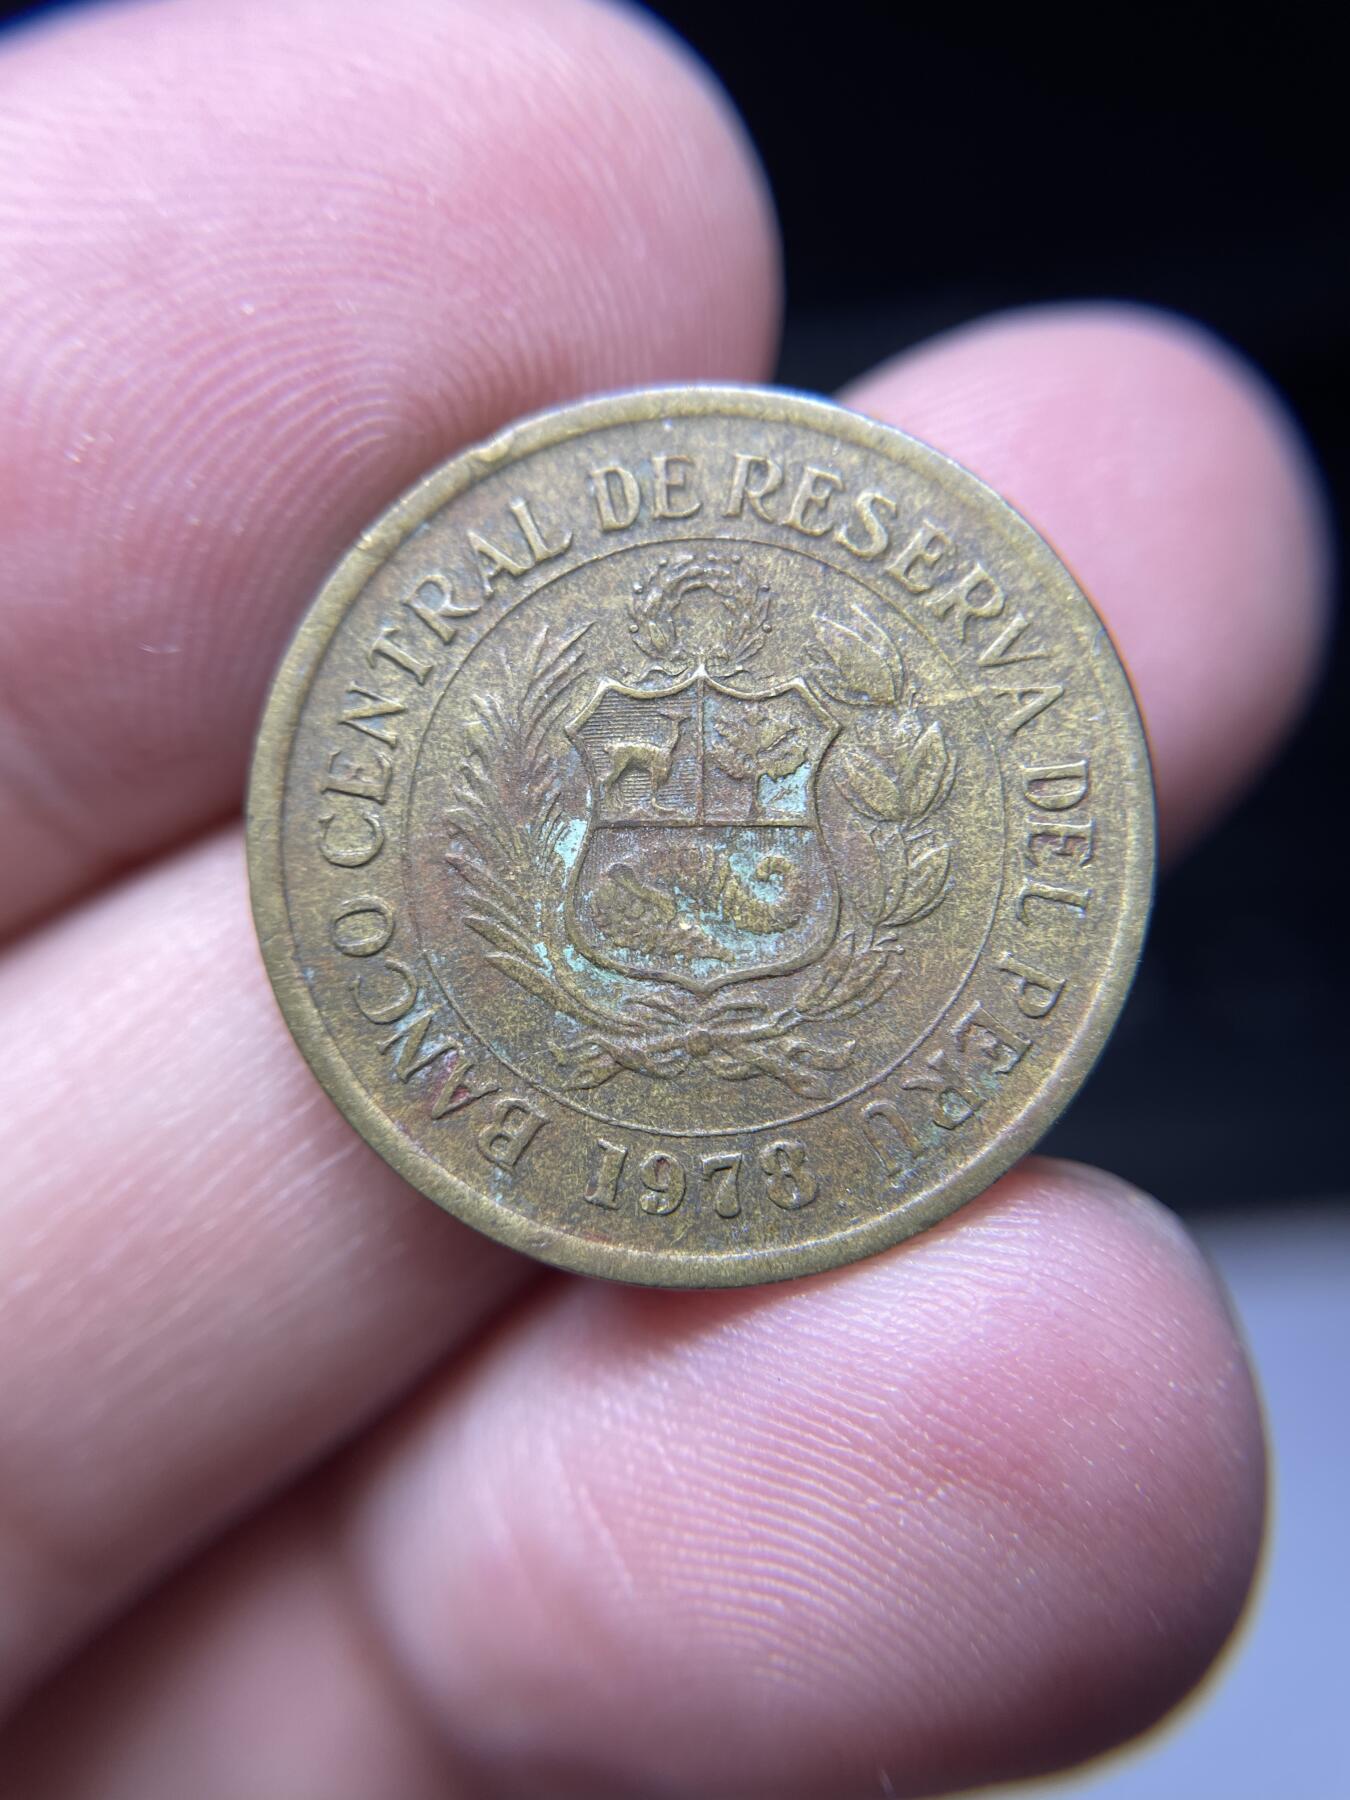 BANCO CENTRAL DE RESERVA DEL PERU
1978